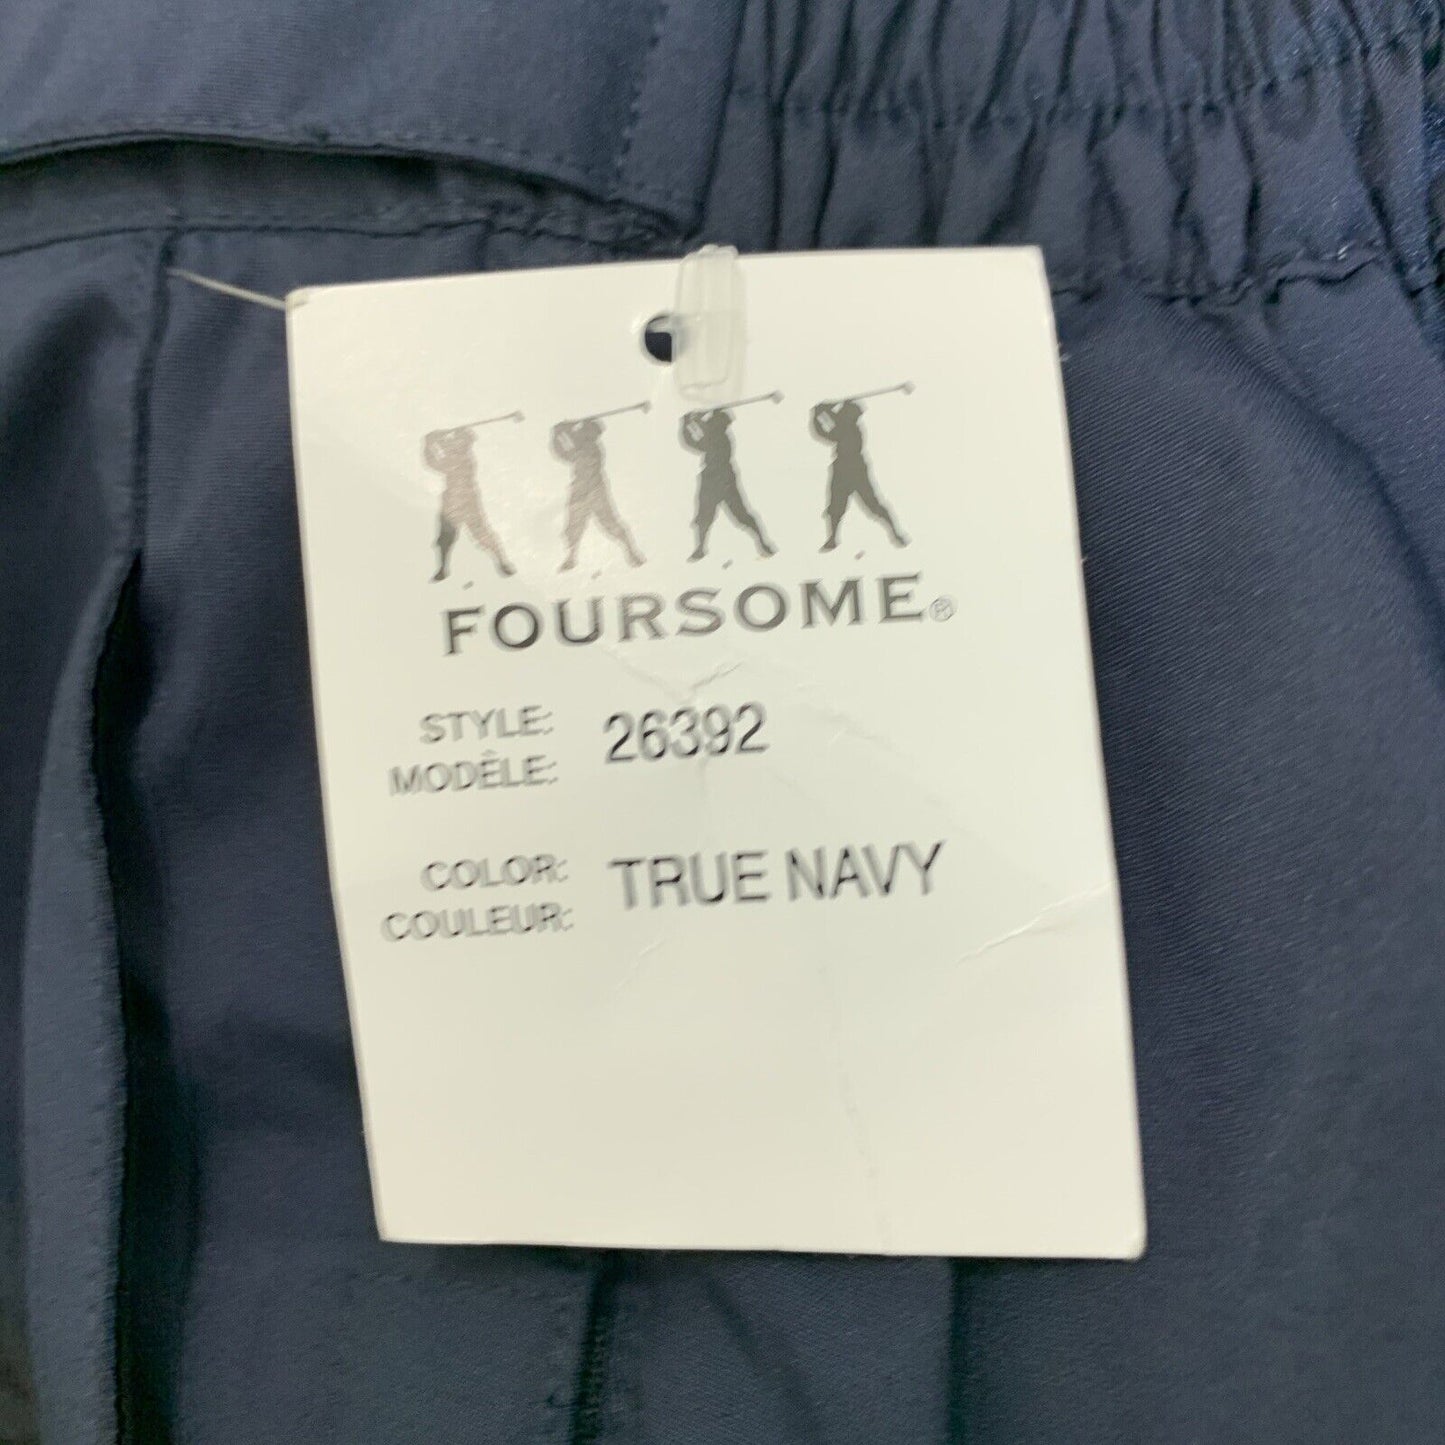 FOURSOME®
STYLE: 26392
MODÈLE:
COLOR: TRUE NAVY
COULEUR: